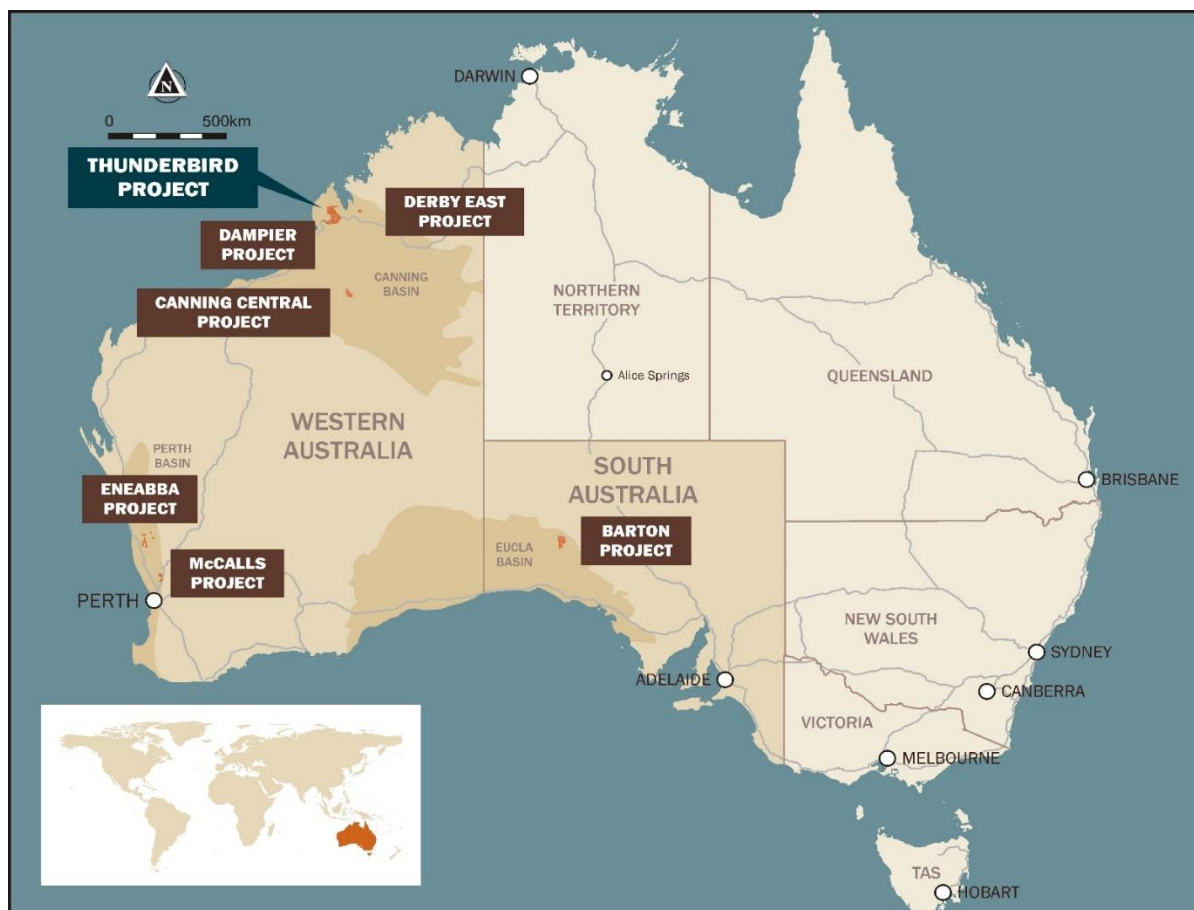 DARWIN
N
0 500km
THUNDERBIRD
PROJECT
DERBY EAST
PROJECT
DAMPIER
PROJECT
CANNING
BASIN
CANNING CENTRAL
PROJECT
NORTHERN
TERRITORY
Alice Springs
QUEENSLAND
WESTERN
AUSTRALIA
PERTH
BASIN
SOUTH
AUSTRALIA
BRISBANE
ENEABBA
PROJECT
BARTON
PROJECT
EUCLA
BASIN
McCALLS
PROJECT
PERTH
NEW SOUTH
WALES
SYDNEY
ADELAIDE
CANBERRA
VICTORIA
MELBOURNE
TAS
HOBART